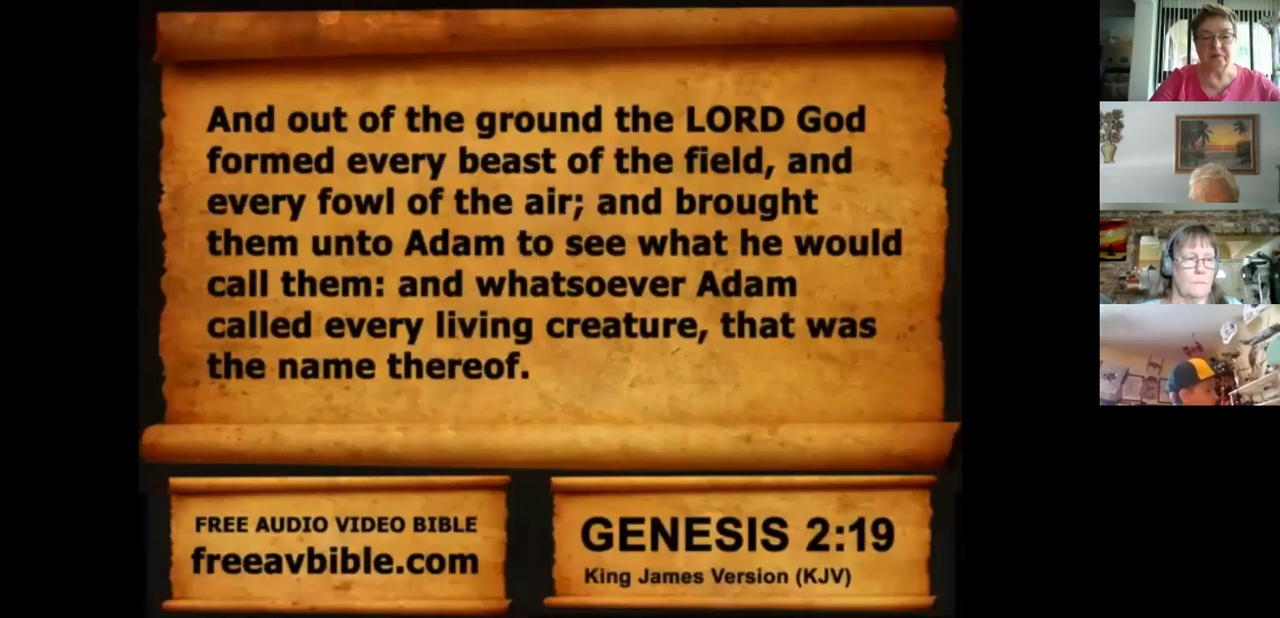 And out of the ground the LORD God
formed every beast of the field, and
every fowl of the air; and brought
them unto Adam to see what he would
call them: and whatsoever Adam
called every living creature, that was
the name thereof.
FREE AUDIO VIDEO BIBLE
freeavbible.com
GENESIS 2:19
King James Version (KJV)